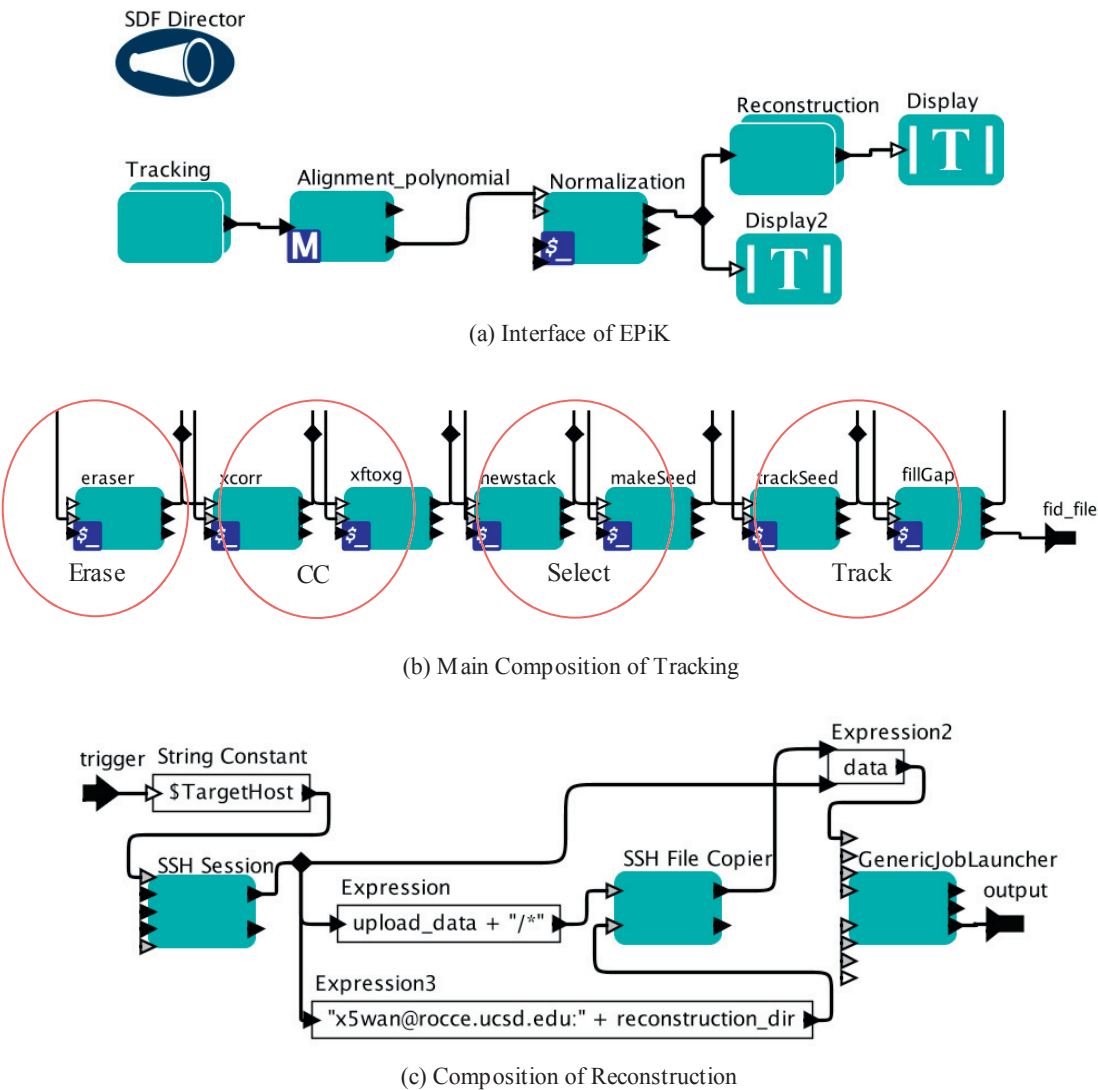 SDF Director
Reconstruction
Display
T
Tracking
Alignment_polynomial
Normalization
M
$_
Display2
T
(a) Interface of EPiK
eraser
xcorr
xftoxg
newstack
makeSeed
trackSeed
fillGap
fid_file
$_
$_
$_
$_
$_
$_
$_
Erase
CC
Select
Track
(b) Main Composition of Tracking
trigger
String Constant
Expression2
$TargetHost
data
SSH Session
SSH File Copier
GenericJobLauncher
Expression
output
upload_data + "/*"
Expression3
"x5wan@rocce.ucsd.edu:" + reconstruction_dir
(c) Composition of Reconstruction